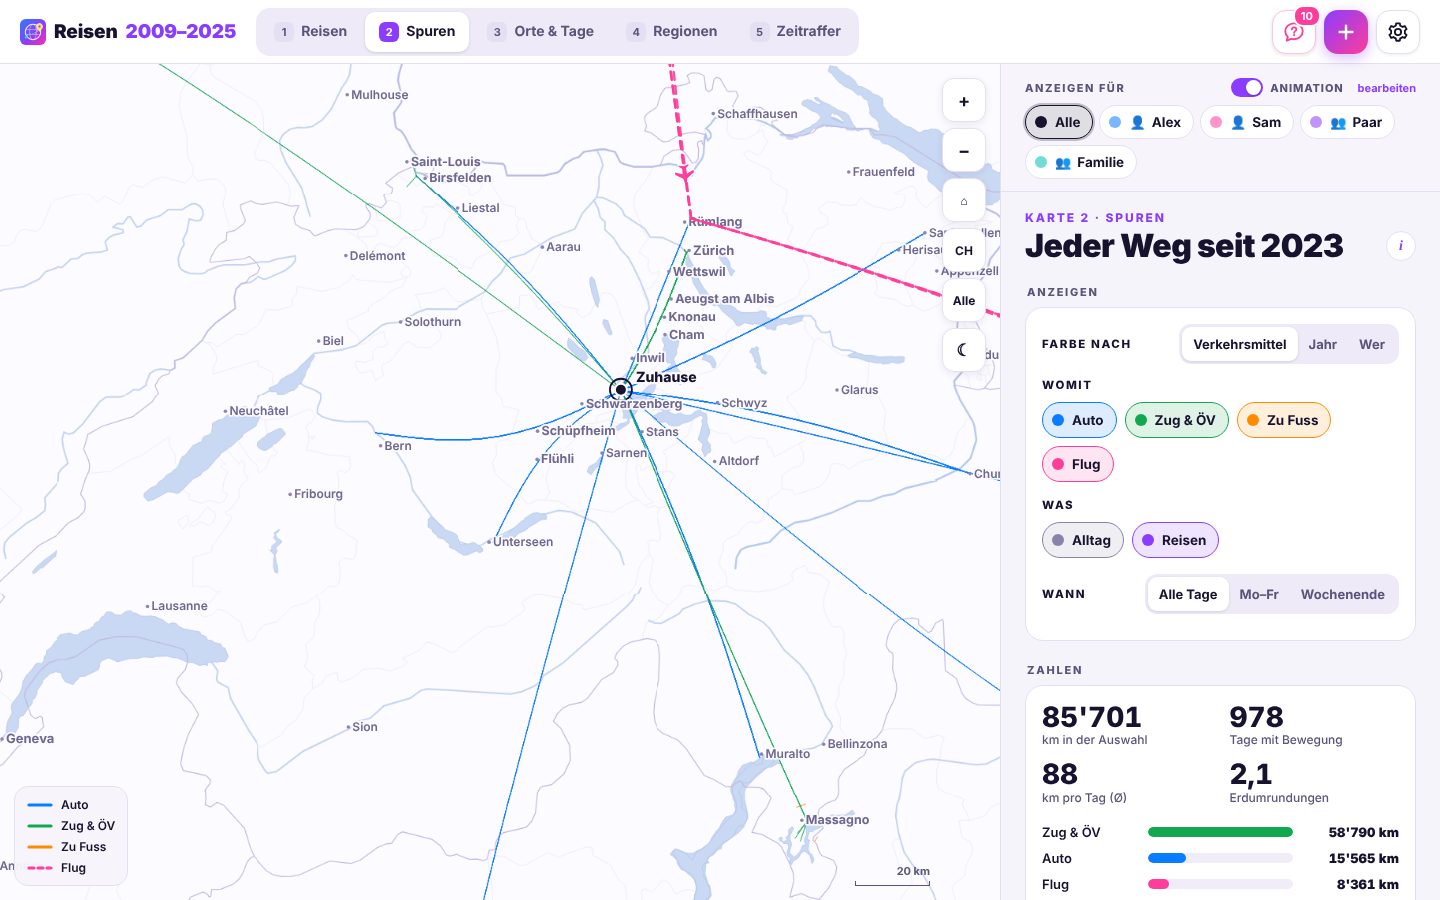 Reisen 2009–2025
1 Reisen
2 Spuren
3 Orte & Tage
4 Regionen
5 Zeitraffer
10
+
Mulhouse
Schaffhausen
Saint-Louis
Birsfelden
Frauenfeld
Liestal
Rümlang
Aarau
Zürich
Herisau
Delémont
Wettswil
Appenzell
Aeugst am Albis
Knonau
Solothurn
Cham
Biel
Inwil
Zuhause
Glarus
Schwarzenberg
Schwyz
Neuchâtel
Schüpfheim
Stans
Bern
Sarnen
Flühli
Altdorf
Chur
Fribourg
Unterseen
Lausanne
Sion
Geneva
Bellinzona
Muralto
Massagno
+
−
CH
Alle
Auto
Zug & ÖV
Zu Fuss
Flug
20 km
ANZEIGEN FÜR
ANIMATION bearbeiten
Alle
Alex
Sam
Paar
Familie
KARTE 2 · SPUREN
Jeder Weg seit 2023
i
ANZEIGEN
FARBE NACH Verkehrsmittel Jahr Wer
WOMIT
Auto Zug & ÖV Zu Fuss
Flug
WAS
Alltag Reisen
WANN Alle Tage Mo–Fr Wochenende
ZAHLEN
85'701 978
km in der Auswahl Tage mit Bewegung
88 2,1
km pro Tag (Ø) Erdumrundungen
Zug & ÖV 58'790 km
Auto 15'565 km
Flug 8'361 km